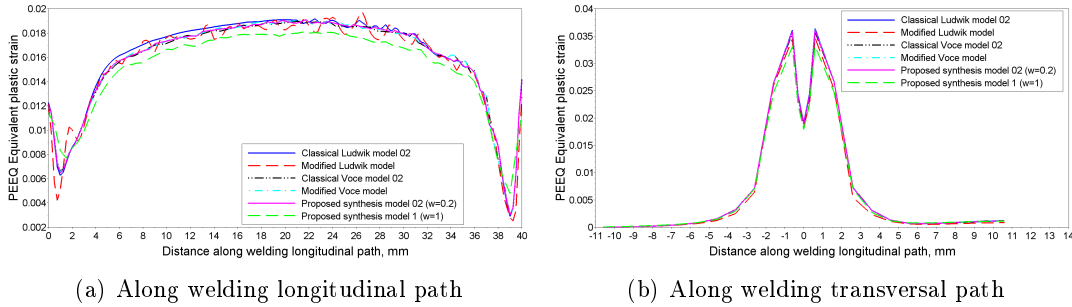 0.02
0.018
0.016
0.014
0.012
0.01
0.008
0.006
0.004
0.002
PEEQ Equivalent plastic strain
0 2 4 6 8 10 12 14 16 18 20 22 24 26 28 30 32 34 36 38 40
Distance along welding longitudinal path, mm
Classical Ludwik model 02
Modified Ludwik model
Classical Voce model 02
Modified Voce model
Proposed synthesis model 02 (w=0.2)
Proposed synthesis model 1 (w=1)
(a) Along welding longitudinal path
0.04
0.035
0.03
0.025
0.02
0.015
0.01
0.005
0
PEEQ Equivalent plastic strain
-11 -10 -9 -8 -7 -6 -5 -4 -3 -2 -1 0 1 2 3 4 5 6 7 8 9 10 11 12 13 14
Distance along welding longitudinal path, mm
Classical Ludwik model 02
Modified Ludwik model
Classical Voce model 02
Modified Voce model
Proposed synthesis model 02 (w=0.2)
Proposed synthesis model 1 (w=1)
(b) Along welding transversal path